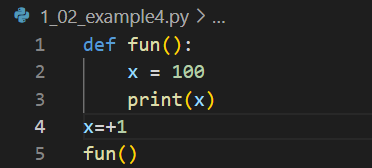 1_02_example4.py > ...
1 def fun():
2     x = 100
3     print(x)
4 x=+1
5 fun()